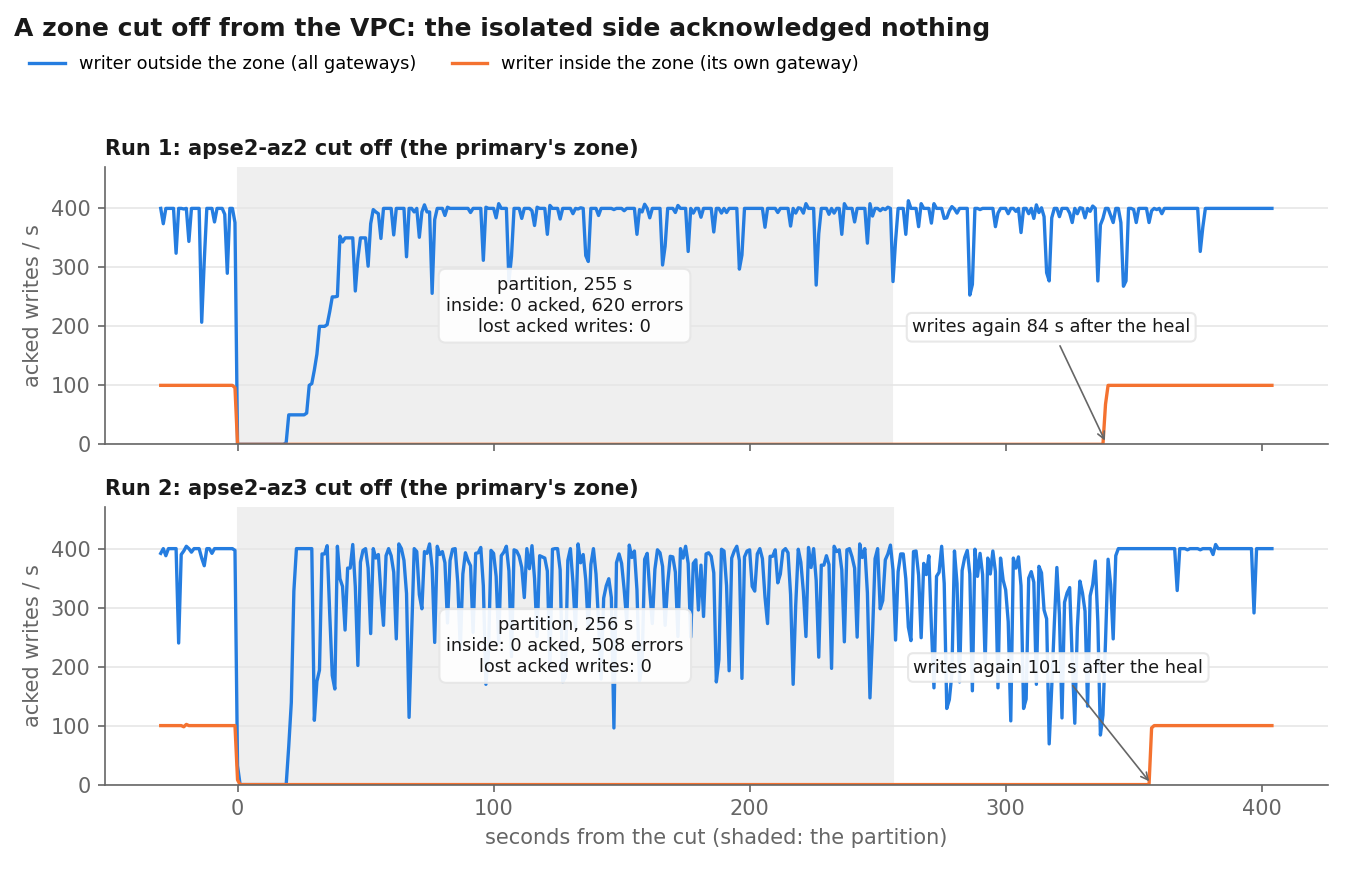 A zone cut off from the VPC: the isolated side acknowledged nothing
writer outside the zone (all gateways)
writer inside the zone (its own gateway)
Run 1: apse2-az2 cut off (the primary's zone)
acked writes / s
400
300
200
100
0
partition, 255 s
inside: 0 acked, 620 errors
lost acked writes: 0
writes again 84 s after the heal
Run 2: apse2-az3 cut off (the primary's zone)
acked writes / s
400
300
200
100
0
partition, 256 s
inside: 0 acked, 508 errors
lost acked writes: 0
writes again 101 s after the heal
0
100
200
300
400
seconds from the cut (shaded: the partition)